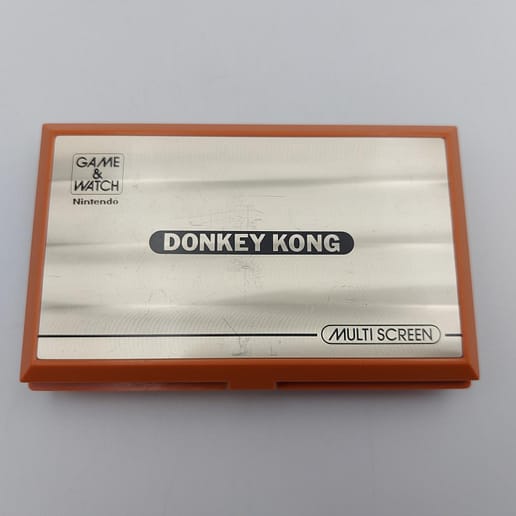 GAME
&
WATCH
Nintendo
DONKEY KONG
MULTI SCREEN